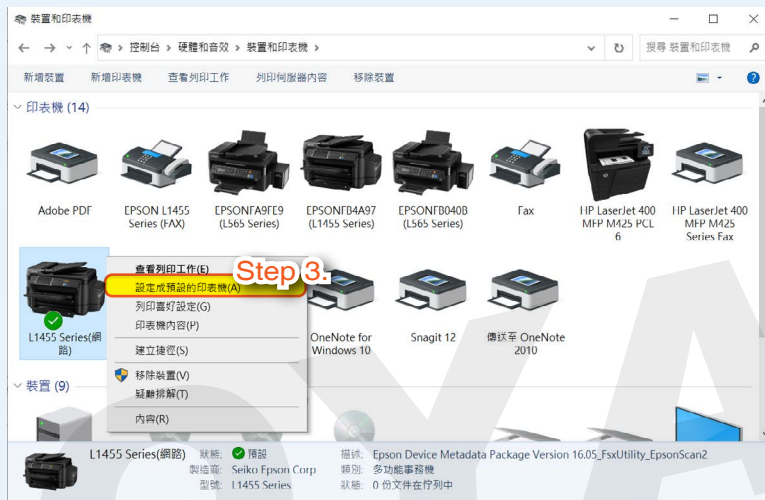 裝置和印表機
控制台 › 硬體和音效 › 裝置和印表機 ›
搜尋 裝置和印表機
新增裝置 新增印表機 查看列印工作 列印伺服器內容 移除裝置
印表機 (14)
Adobe PDF
EPSON L1455
Series (FAX)
EPSONFA9FE9
(L565 Series)
EPSONFB4A97
(L1455 Series)
EPSONFB040B
(L565 Series)
Fax
HP LaserJet 400
MFP M425 PCL
6
HP LaserJet 400
MFP M425
Series Fax
L1455 Series(網
路)
查看列印工作(E)
Step 3.
設定成預設的印表機(A)
列印喜好設定(G)
印表機內容(P)
建立捷徑(S)
移除裝置(V)
疑難排解(T)
內容(R)
OneNote for
Windows 10
Snagit 12
傳送至 OneNote
2010
裝置 (9)
L1455 Series(網路)
狀態: 預設
製造商: Seiko Epson Corp
型號: L1455 Series
描述: Epson Device Metadata Package Version 16.05_FsxUtility_EpsonScan2
類別: 多功能事務機
狀態: 0 份文件在佇列中